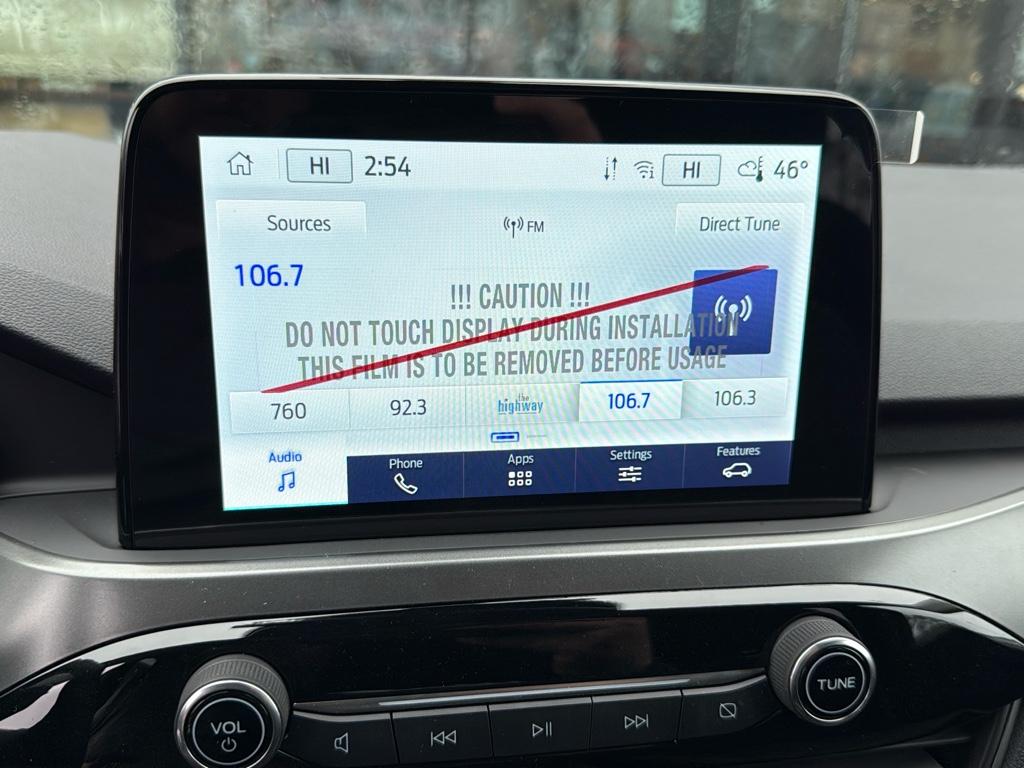 HI 2:54 HI 46°
Sources FM Direct Tune
106.7
!!! CAUTION !!!
DO NOT TOUCH DISPLAY DURING INSTALLATION
THIS FILM IS TO BE REMOVED BEFORE USAGE
760 92.3 the highway 106.7 106.3
Audio Phone Apps Settings Features
VOL TUNE